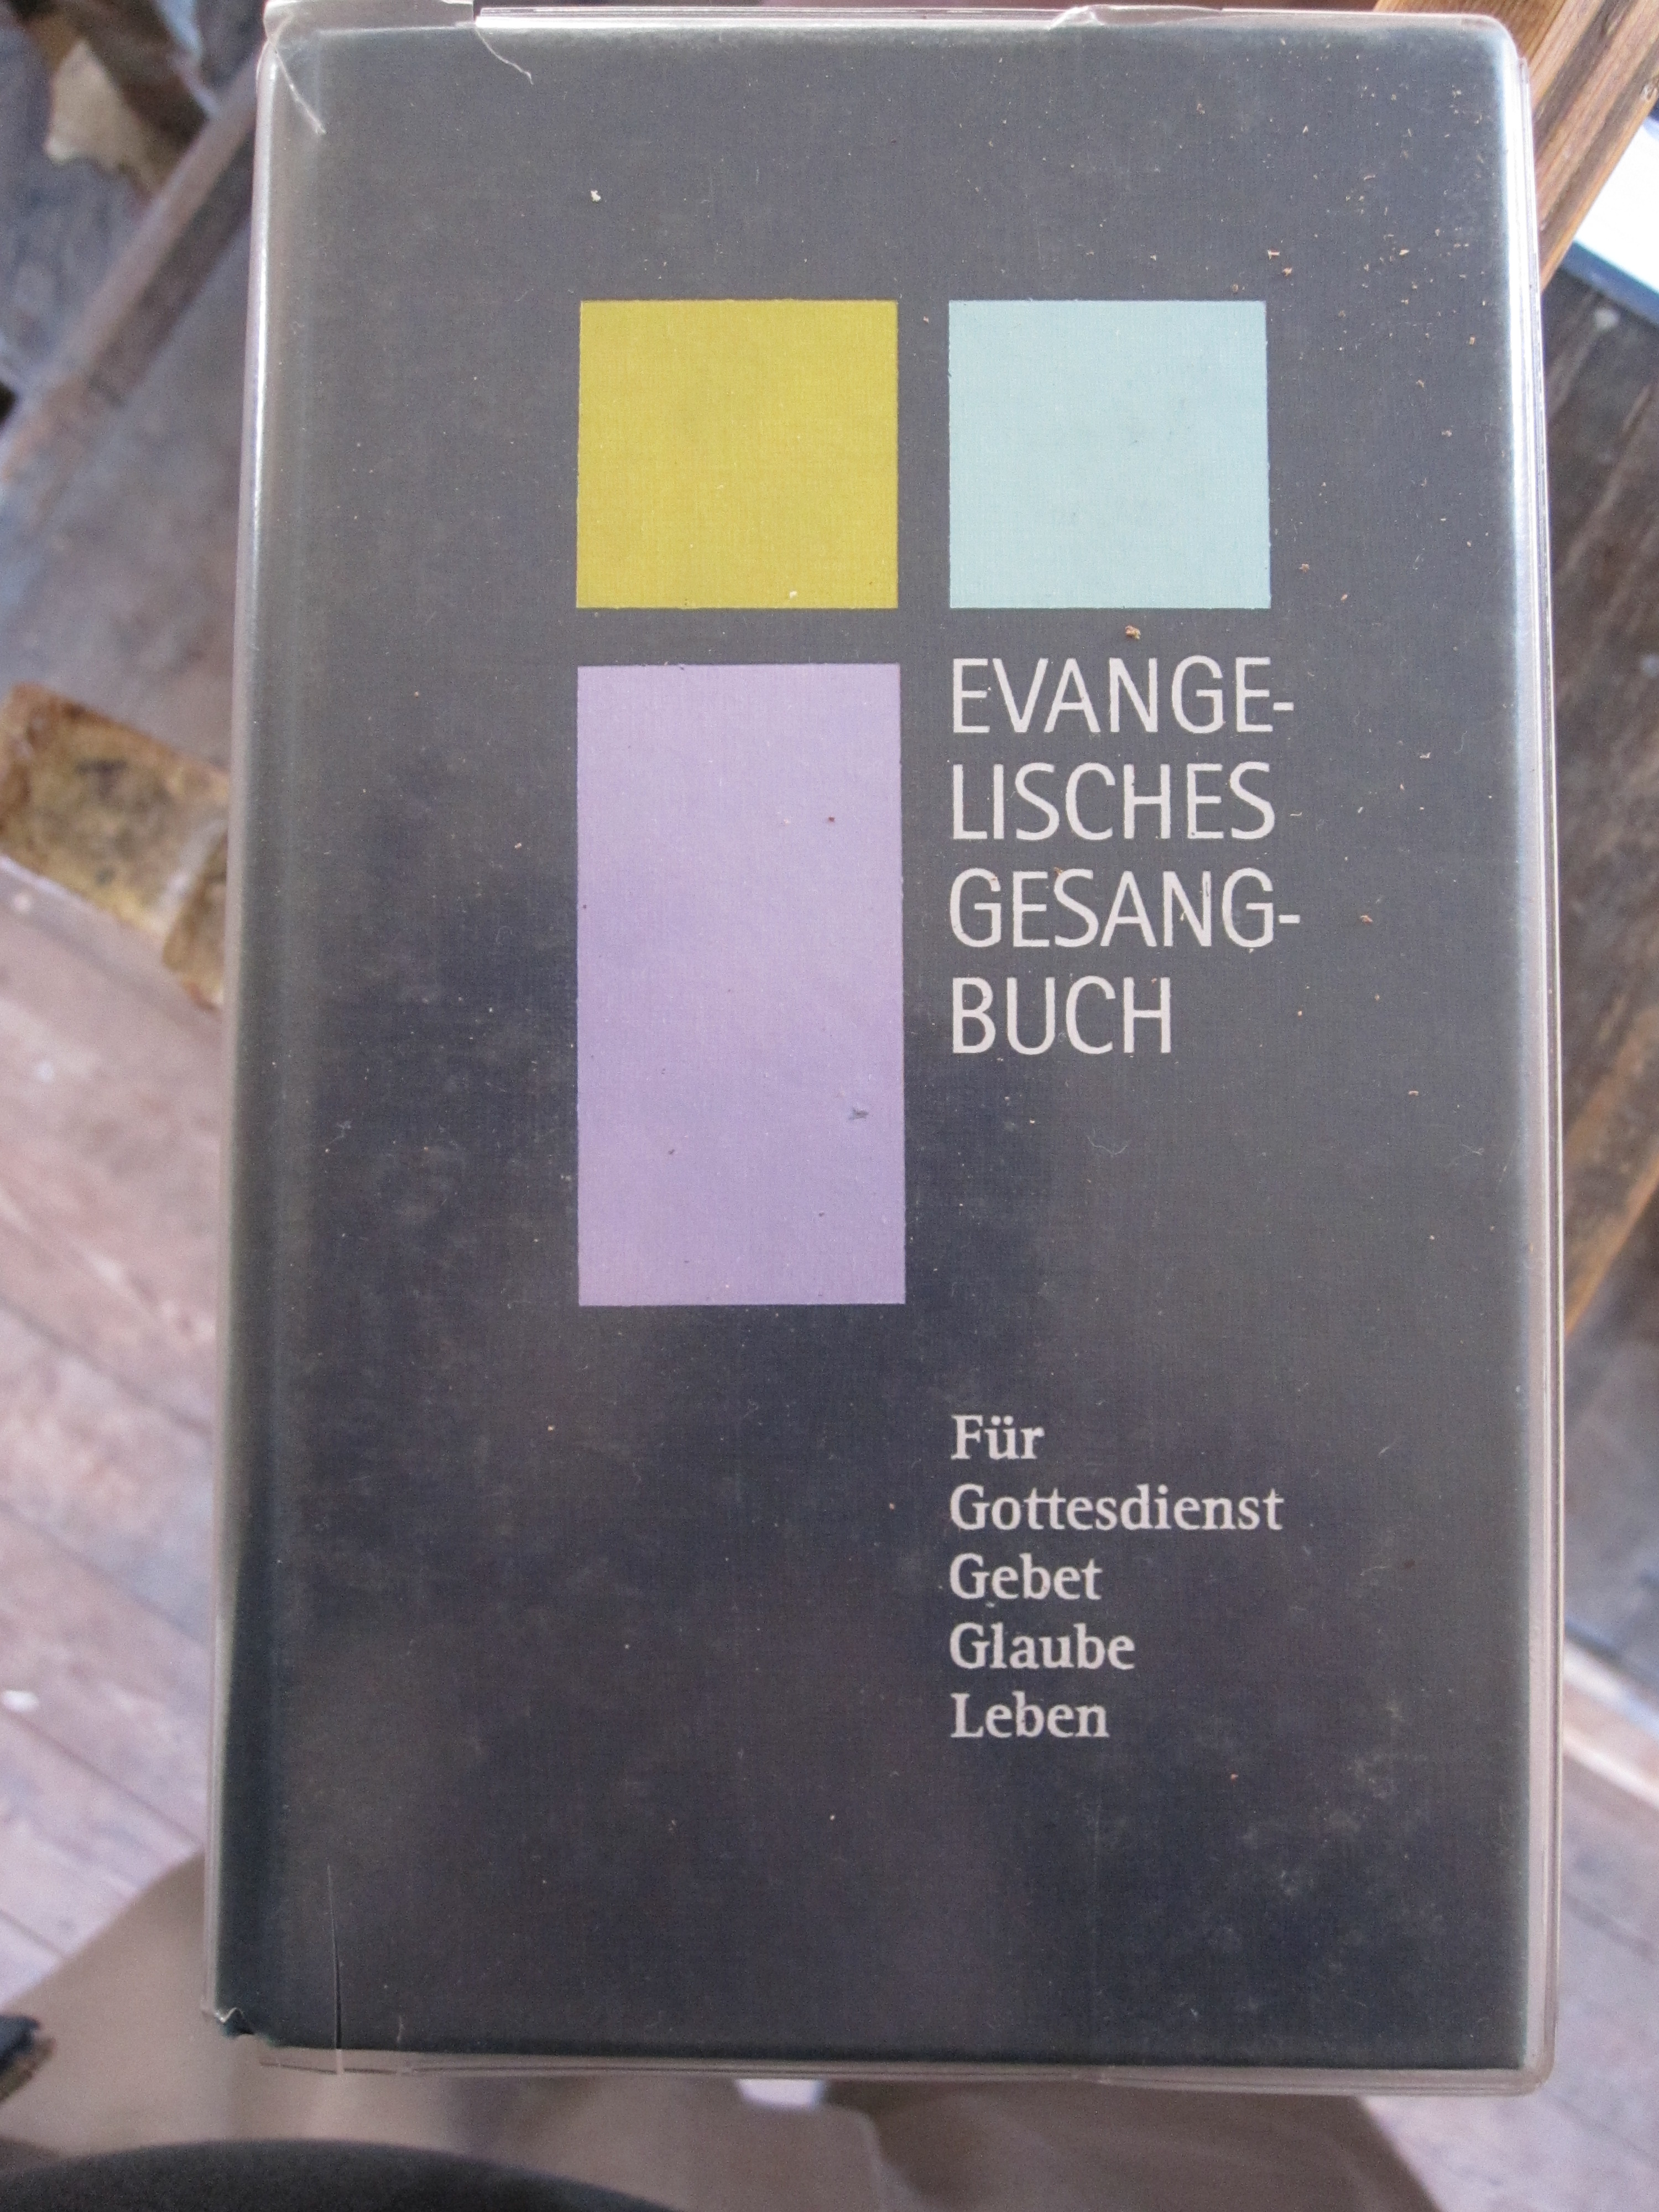 EVANGE-
LISCHES
GESANG-
BUCH
Für
Gottesdienst
Gebet
Glaube
Leben